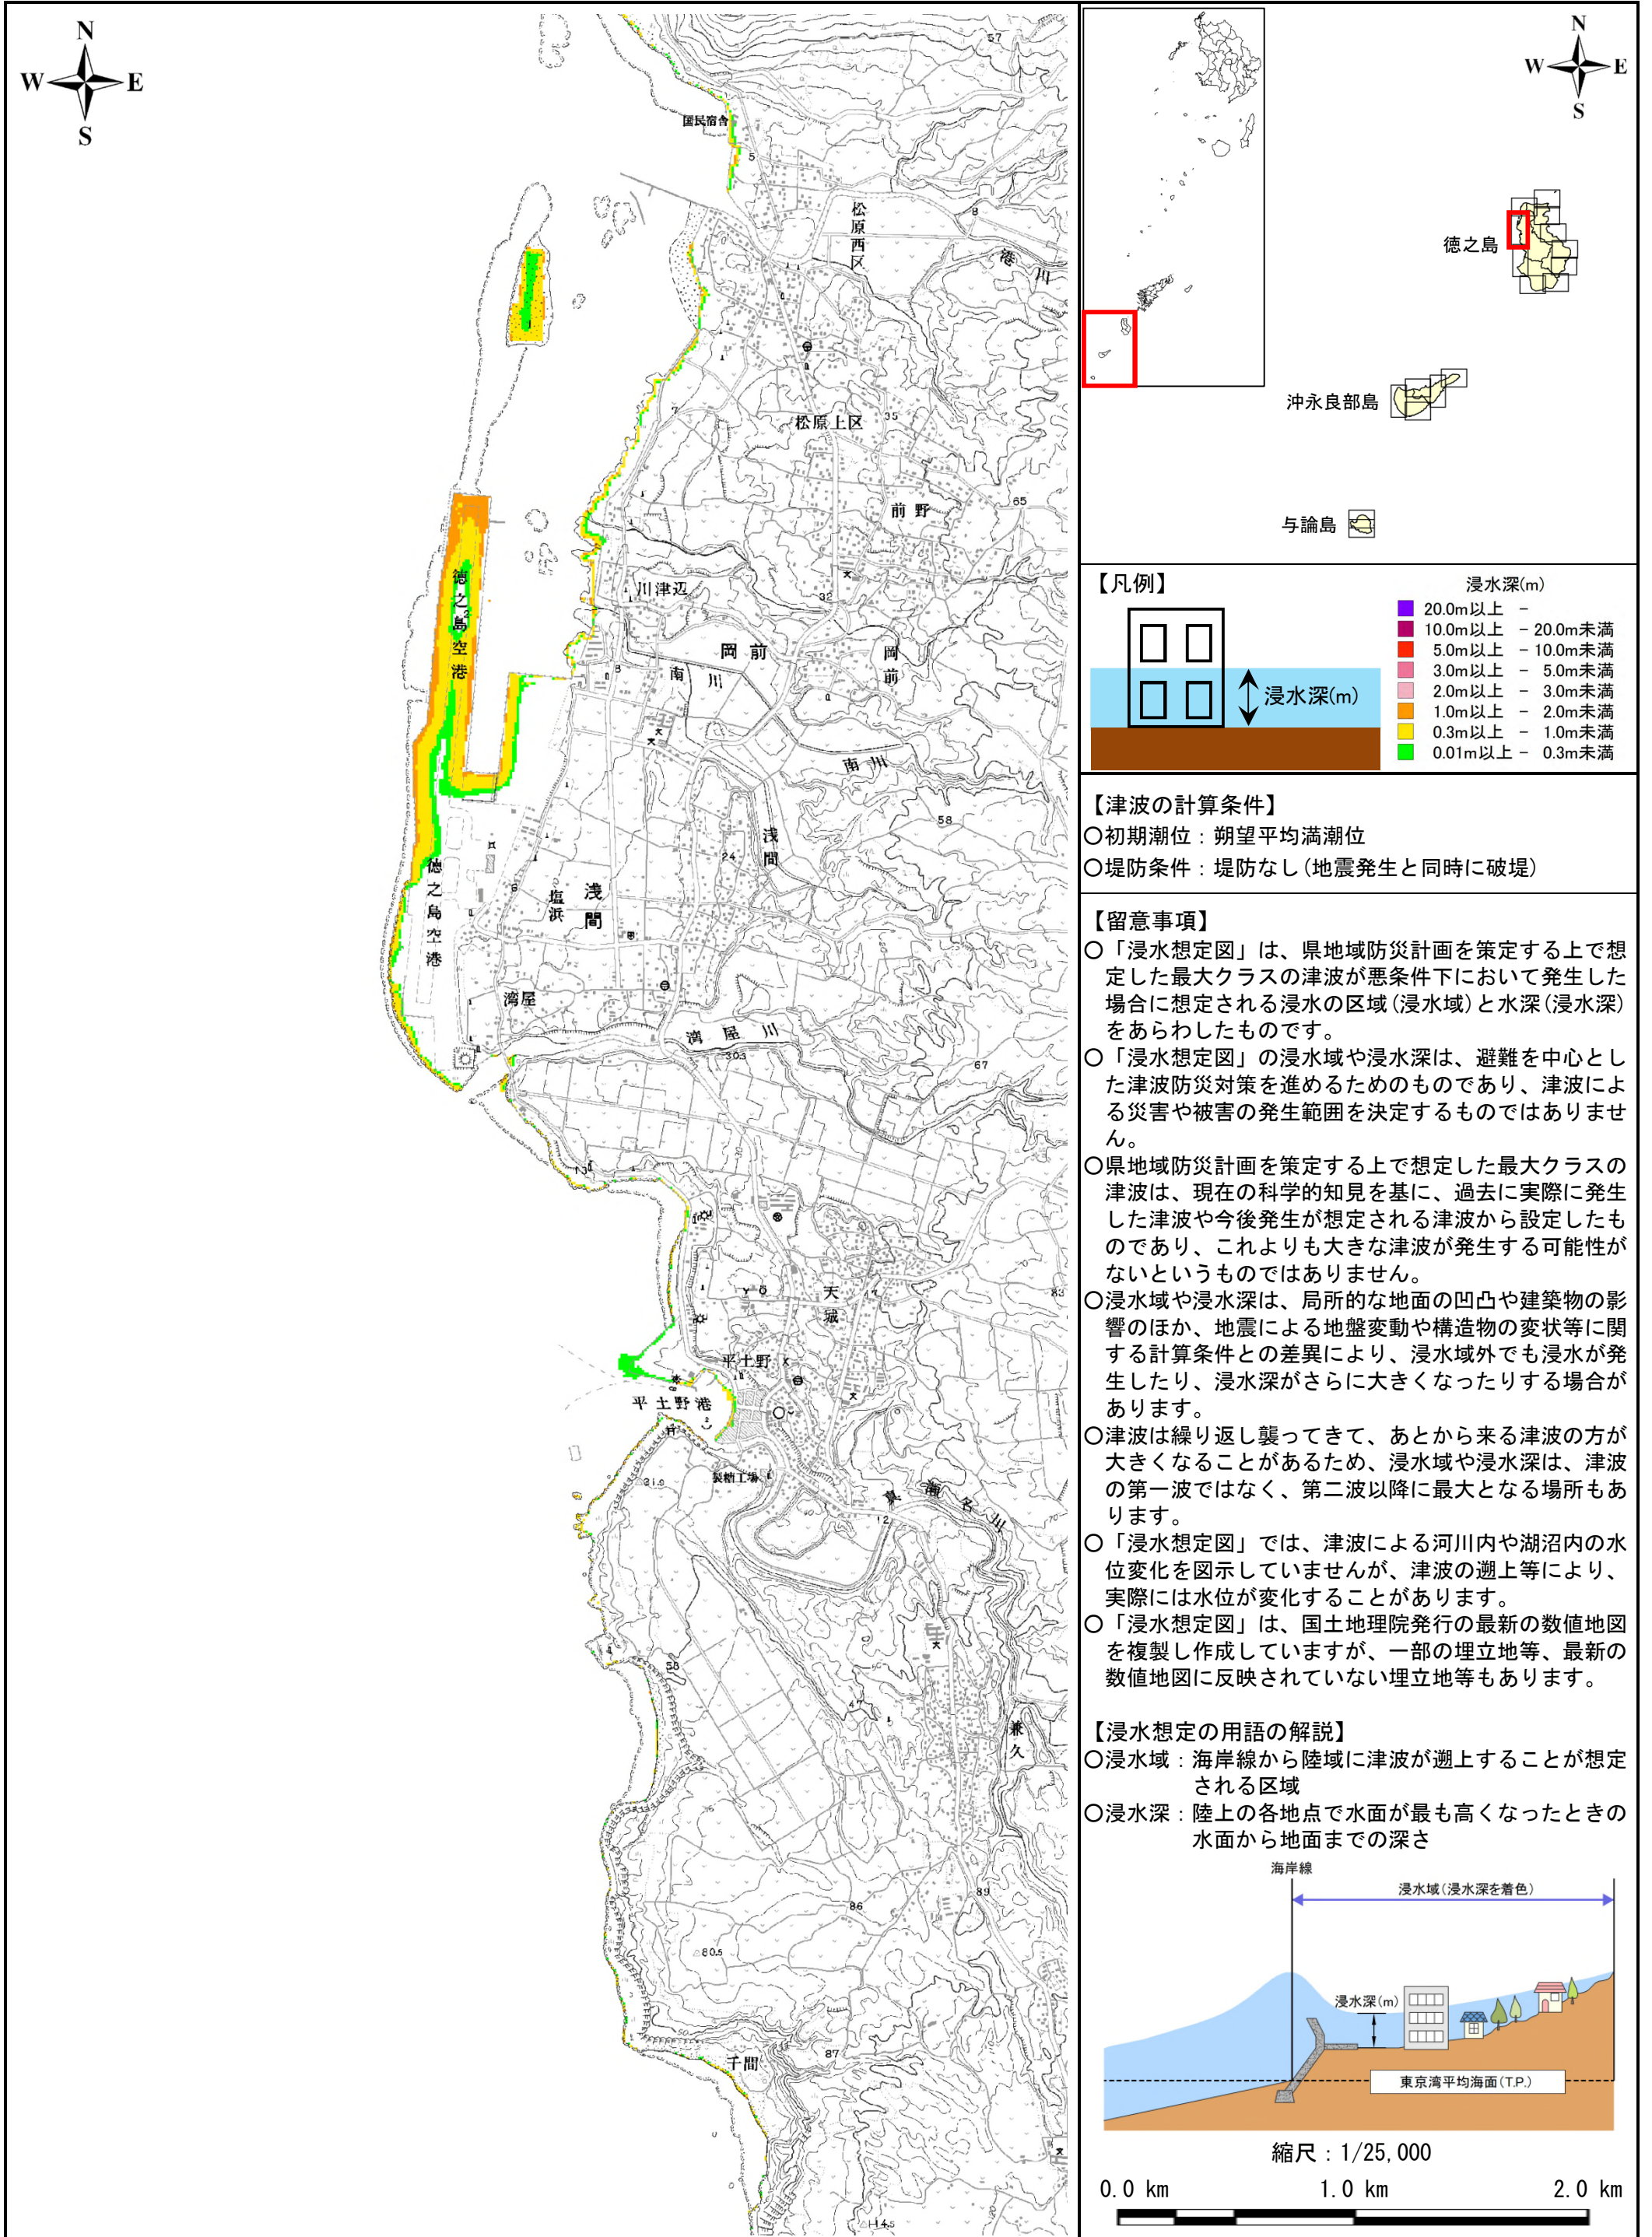 N
W E
S
国民宿舎
57
5
8
松原西区
港川
松原上区
35
7
前野
65
川津辺
32
徳之島空港
2
岡前
岡前
南川
8
南川
58
浅間
24
浅間
塩浜
6
徳之島空港
湾屋
湾屋川
30.3
67
13
天城
83
平土野
平土野港
2
31.9
製糖工場
真瀬名川
12
58
47
兼久
86
89
80.5
千間
87
114.5
N
W E
S
徳之島
沖永良部島
与論島
【凡例】
浸水深(m)
浸水深(m)
20.0m以上 -
10.0m以上 - 20.0m未満
5.0m以上 - 10.0m未満
3.0m以上 - 5.0m未満
2.0m以上 - 3.0m未満
1.0m以上 - 2.0m未満
0.3m以上 - 1.0m未満
0.01m以上 - 0.3m未満
【津波の計算条件】
○初期潮位：朔望平均満潮位
○堤防条件：堤防なし(地震発生と同時に破堤)
【留意事項】
○「浸水想定図」は、県地域防災計画を策定する上で想
定した最大クラスの津波が悪条件下において発生した
場合に想定される浸水の区域(浸水域)と水深(浸水深)
をあらわしたものです。
○「浸水想定図」の浸水域や浸水深は、避難を中心とし
た津波防災対策を進めるためのものであり、津波によ
る災害や被害の発生範囲を決定するものではありませ
ん。
○県地域防災計画を策定する上で想定した最大クラスの
津波は、現在の科学的知見を基に、過去に実際に発生
した津波や今後発生が想定される津波から設定したも
のであり、これよりも大きな津波が発生する可能性が
ないというものではありません。
○浸水域や浸水深は、局所的な地面の凹凸や建築物の影
響のほか、地震による地盤変動や構造物の変状等に関
する計算条件との差異により、浸水域外でも浸水が発
生したり、浸水深がさらに大きくなったりする場合が
あります。
○津波は繰り返し襲ってきて、あとから来る津波の方が
大きくなることがあるため、浸水域や浸水深は、津波
の第一波ではなく、第二波以降に最大となる場所もあ
ります。
○「浸水想定図」では、津波による河川内や湖沼内の水
位変化を図示していませんが、津波の遡上等により、
実際には水位が変化することがあります。
○「浸水想定図」は、国土地理院発行の最新の数値地図
を複製し作成していますが、一部の埋立地等、最新の
数値地図に反映されていない埋立地等もあります。
【浸水想定の用語の解説】
○浸水域：海岸線から陸域に津波が遡上することが想定
される区域
○浸水深：陸上の各地点で水面が最も高くなったときの
水面から地面までの深さ
海岸線
浸水域(浸水深を着色)
浸水深(m)
東京湾平均海面(T.P.)
縮尺：1/25,000
0.0 km 1.0 km 2.0 km